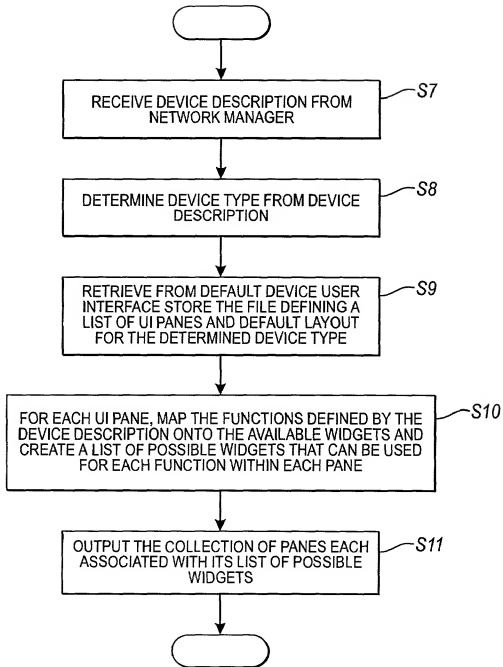 RECEIVE DEVICE DESCRIPTION FROM
NETWORK MANAGER
S7
DETERMINE DEVICE TYPE FROM DEVICE
DESCRIPTION
S8
RETRIEVE FROM DEFAULT DEVICE USER
INTERFACE STORE THE FILE DEFINING A
LIST OF UI PANES AND DEFAULT LAYOUT
FOR THE DETERMINED DEVICE TYPE
S9
FOR EACH UI PANE, MAP THE FUNCTIONS DEFINED BY THE
DEVICE DESCRIPTION ONTO THE AVAILABLE WIDGETS AND
CREATE A LIST OF POSSIBLE WIDGETS THAT CAN BE USED
FOR EACH FUNCTION WITHIN EACH PANE
S10
OUTPUT THE COLLECTION OF PANES EACH
ASSOCIATED WITH ITS LIST OF POSSIBLE
WIDGETS
S11